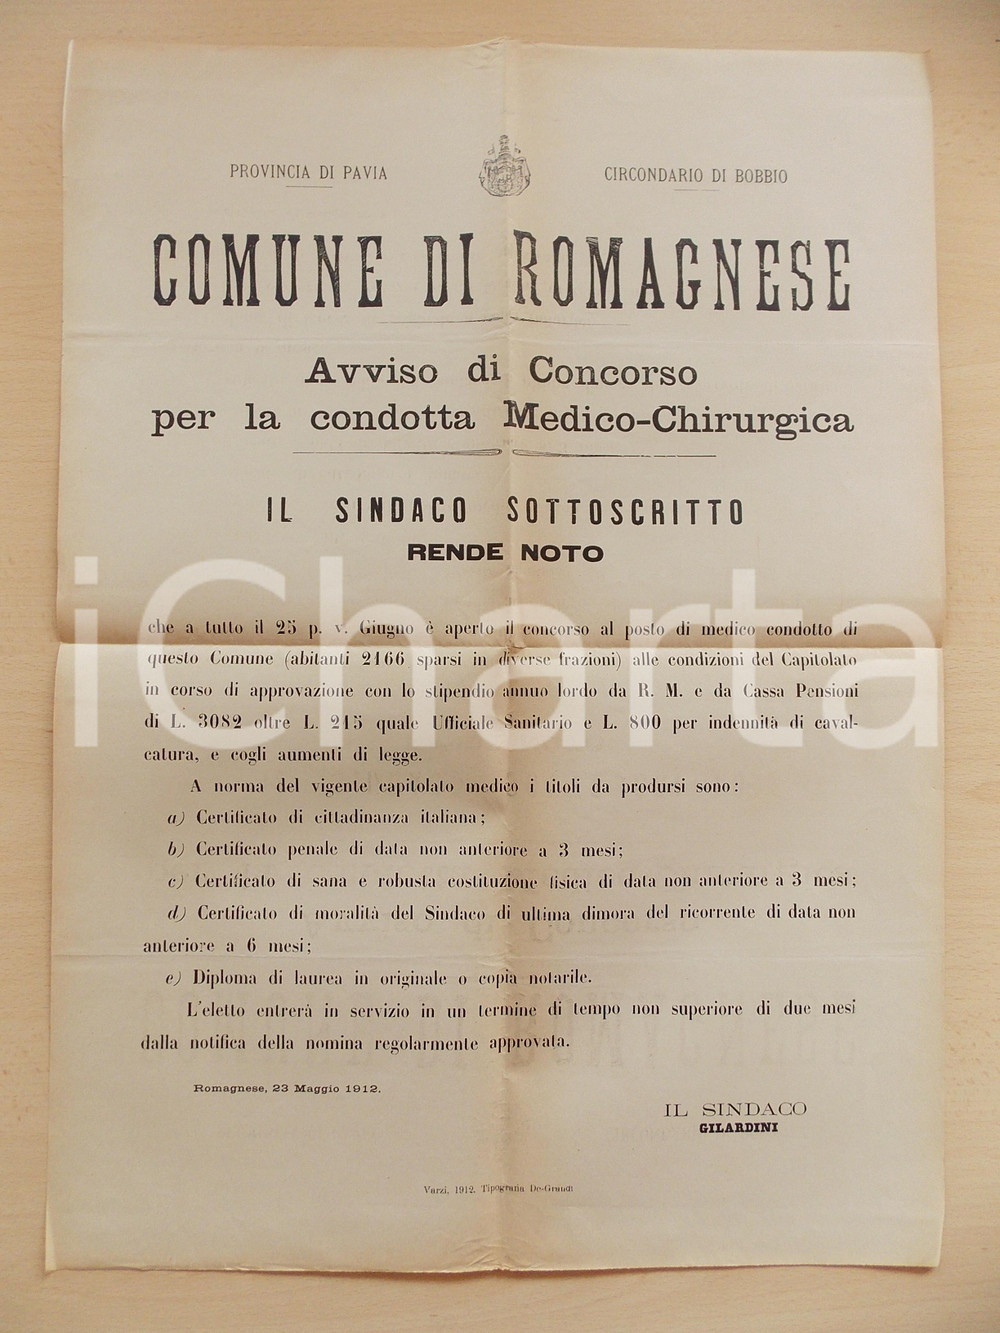 PROVINCIA DI PAVIA
CIRCONDARIO DI BOBBIO
COMUNE DI ROMAGNESE
Avviso di Concorso
per la condotta Medico-Chirurgica
IL SINDACO SOTTOSCRITTO
RENDE NOTO
iCharta
che a tutto il 25 p. v. Giugno è aperto il concorso al posto di medico condotto di
questo Comune (abitanti 2166 sparsi in diverse frazioni) alle condizioni del Capitolato
in corso di approvazione con lo stipendio annuo lordo da R. M. e da Cassa Pensioni
di L. 3082 oltre L. 215 quale Ufficiale Sanitario e L. 800 per indennità di caval-
catura, e cogli aumenti di legge.
A norma del vigente capitolato medico i titoli da prodursi sono:
a) Certificato di cittadinanza italiana;
b) Certificato penale di data non anteriore a 3 mesi;
c) Certificato di sana e robusta costituzione fisica di data non anteriore a 3 mesi;
d) Certificato di moralità del Sindaco di ultima dimora del ricorrente di data non
anteriore a 6 mesi;
e) Diploma di laurea in originale o copia notarile.
L'eletto entrerà in servizio in un termine di tempo non superiore di due mesi
dalla notifica della nomina regolarmente approvata.
Romagnese, 23 Maggio 1912.
IL SINDACO
GILARDINI
Varzi, 1912. Tipografia De-Grandi